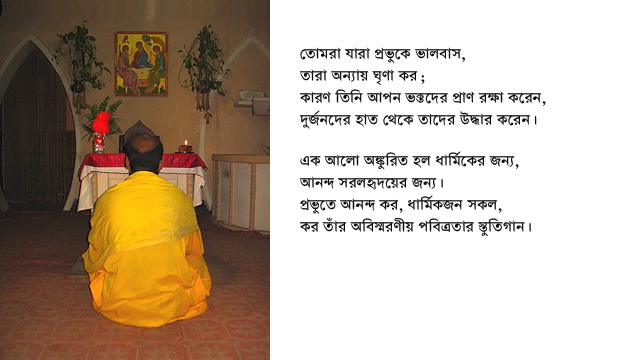 তোমরা যারা প্রভুকে ভালবাস,
তারা অন্যায় ঘৃণা কর ;
কারণ তিনি আপন ভক্তদের প্রাণ রক্ষা করেন,
দুর্জনদের হাত থেকে তাদের উদ্ধার করেন।
এক আলো অঙ্কুরিত হল ধার্মিকের জন্য,
আনন্দ সরলহৃদয়ের জন্য।
প্রভুতে আনন্দ কর, ধার্মিকজন সকল,
কর তাঁর অবিস্মরণীয় পবিত্রতার স্তুতিগান।